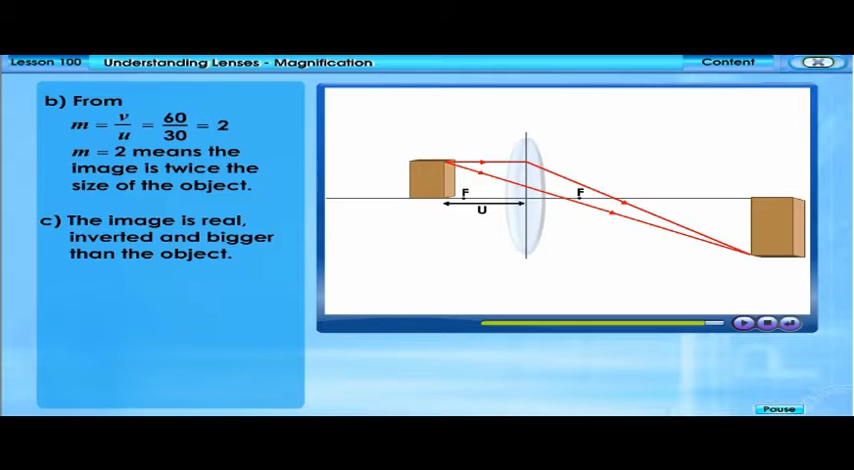 Lesson 100
Understanding Lenses - Magnification
Content
b) From
m = v/u = 60/30 = 2
m = 2 means the
image is twice the
size of the object.
c) The image is real,
inverted and bigger
than the object.
F
F
U
Pause